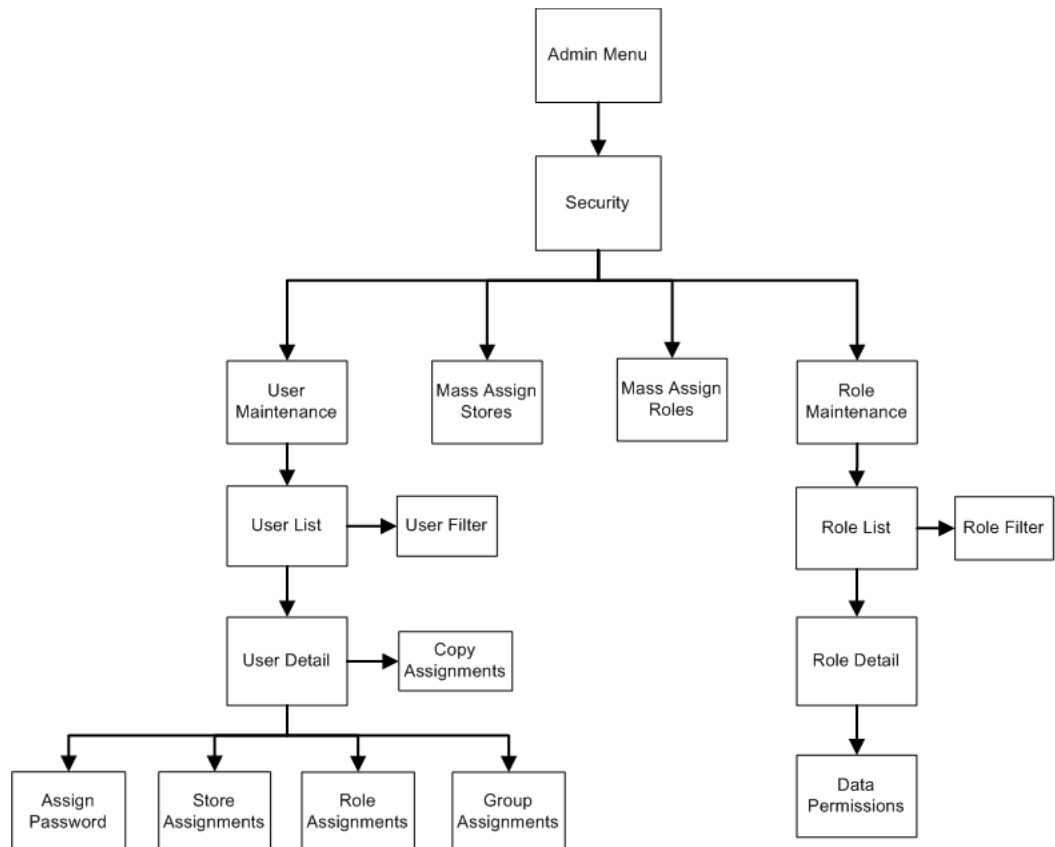 Admin Menu
Security
User
Maintenance
Mass Assign
Stores
Mass Assign
Roles
Role
Maintenance
User List
User Filter
Role List
Role Filter
User Detail
Copy
Assignments
Role Detail
Assign
Password
Store
Assignments
Role
Assignments
Group
Assignments
Data
Permissions